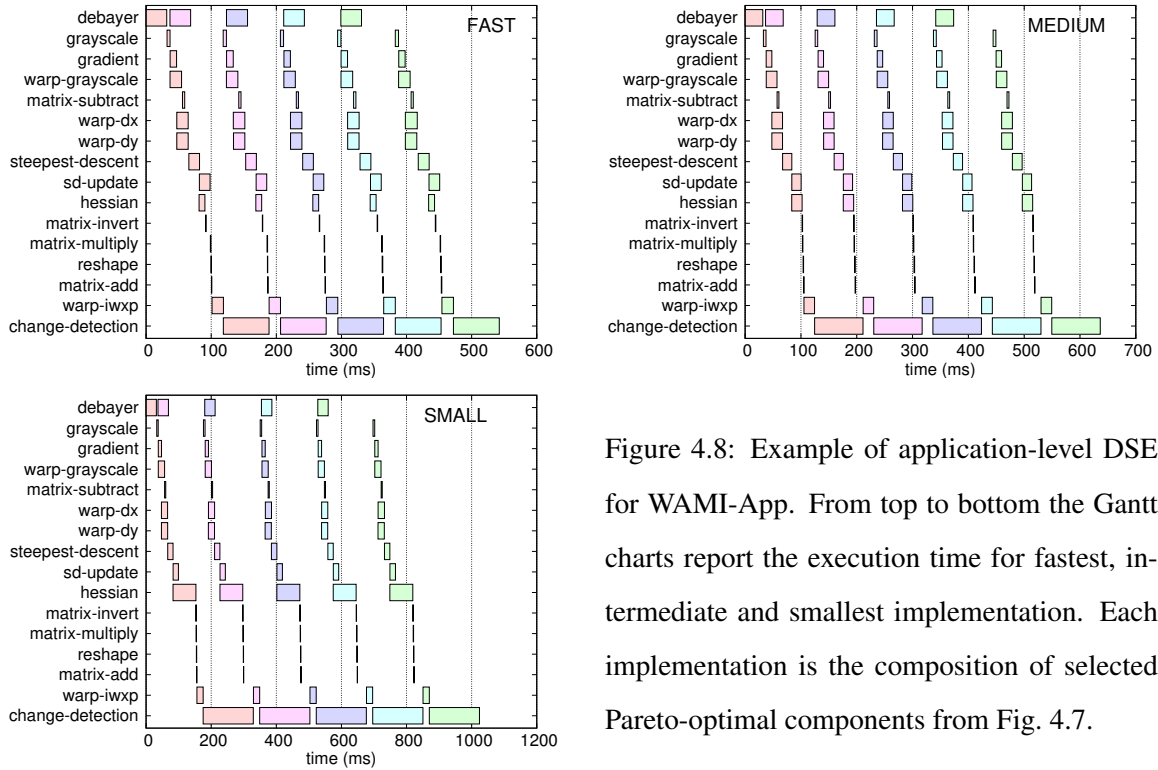 debayer
grayscale
gradient
warp-grayscale
matrix-subtract
warp-dx
warp-dy
steepest-descent
sd-update
hessian
matrix-invert
matrix-multiply
reshape
matrix-add
warp-iwxp
change-detection
FAST
0 100 200 300 400 500 600
time (ms)
debayer
grayscale
gradient
warp-grayscale
matrix-subtract
warp-dx
warp-dy
steepest-descent
sd-update
hessian
matrix-invert
matrix-multiply
reshape
matrix-add
warp-iwxp
change-detection
MEDIUM
0 100 200 300 400 500 600 700
time (ms)
debayer
grayscale
gradient
warp-grayscale
matrix-subtract
warp-dx
warp-dy
steepest-descent
sd-update
hessian
matrix-invert
matrix-multiply
reshape
matrix-add
warp-iwxp
change-detection
SMALL
0 200 400 600 800 1000 1200
time (ms)
Figure 4.8: Example of application-level DSE
for WAMI-App. From top to bottom the Gantt
charts report the execution time for fastest, in-
termediate and smallest implementation. Each
implementation is the composition of selected
Pareto-optimal components from Fig. 4.7.